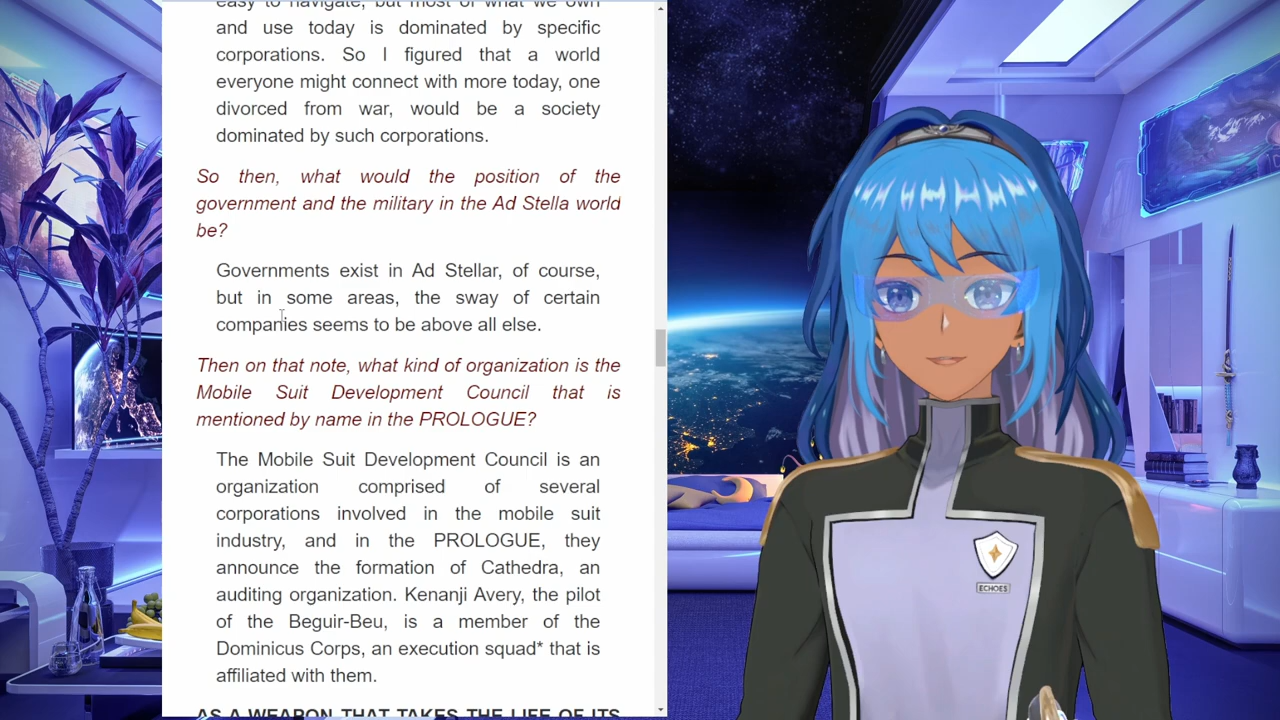 easy to navigate, but most of what we own
and use today is dominated by specific
corporations. So I figured that a world
everyone might connect with more today, one
divorced from war, would be a society
dominated by such corporations.
So then, what would the position of the
government and the military in the Ad Stella world
be?
Governments exist in Ad Stellar, of course,
but in some areas, the sway of certain
companies seems to be above all else.
Then on that note, what kind of organization is the
Mobile Suit Development Council that is
mentioned by name in the PROLOGUE?
The Mobile Suit Development Council is an
organization comprised of several
corporations involved in the mobile suit
industry, and in the PROLOGUE, they
announce the formation of Cathedra, an
auditing organization. Kenanji Avery, the pilot
of the Beguir-Beu, is a member of the
Dominicus Corps, an execution squad* that is
affiliated with them.
AS A WEAPON THAT TAKES THE LIFE OF ITS
ECHOES